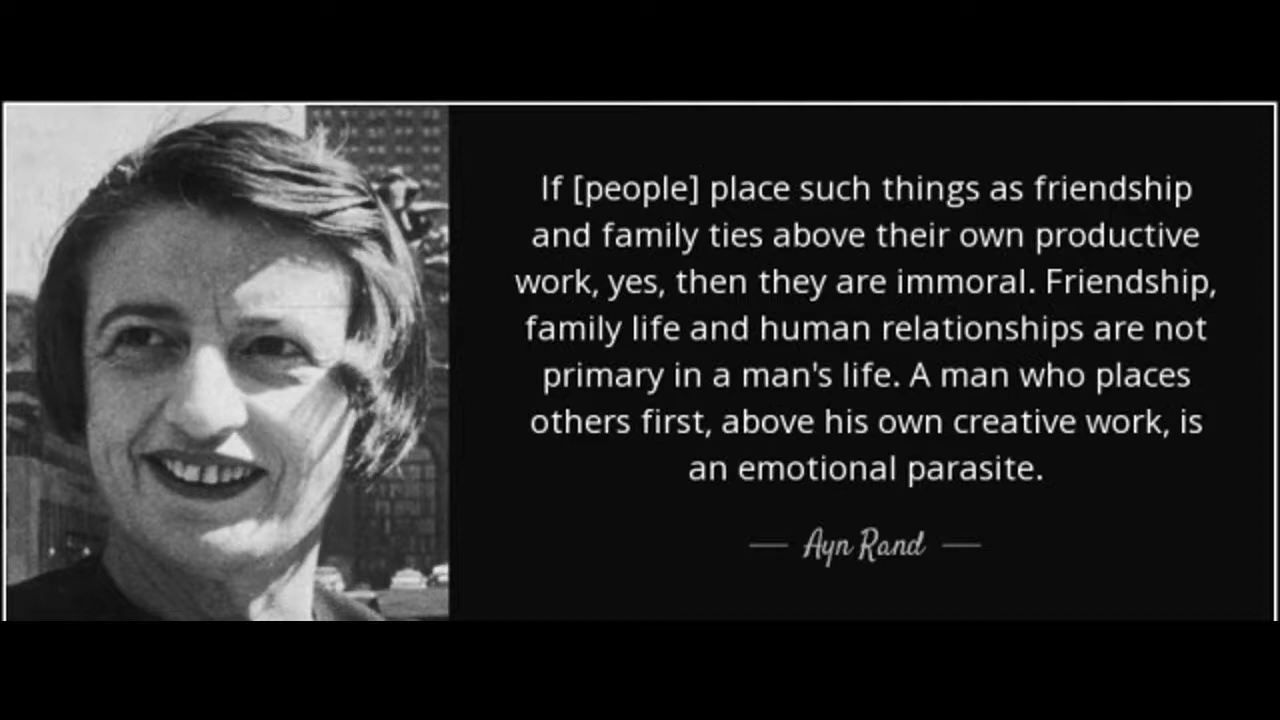 If [people] place such things as friendship
and family ties above their own productive
work, yes, then they are immoral. Friendship,
family life and human relationships are not
primary in a man's life. A man who places
others first, above his own creative work, is
an emotional parasite.
Ayn Rand